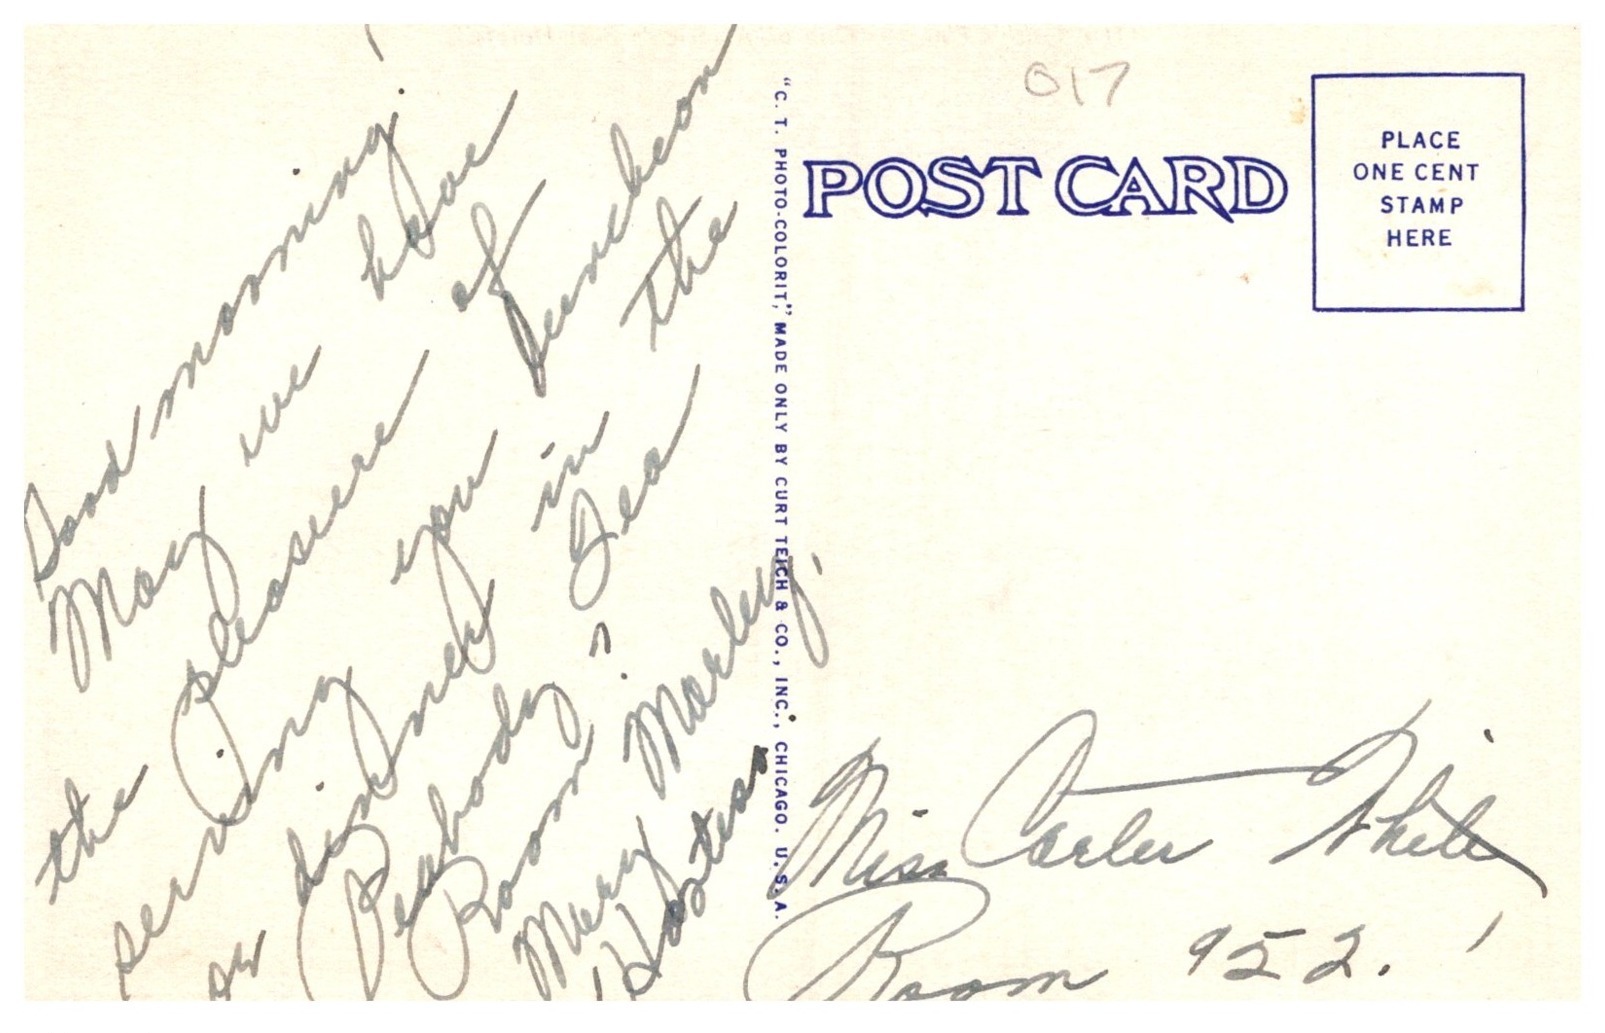 Good morning!
May we have
the pleasure of
serving you luncheon
or dinner in the
Peabody Tea
Room?
Mary Morley.
Hostess
"C. T. PHOTO-COLORIT," MADE ONLY BY CURT TEICH & CO., INC., CHICAGO. U. S. A.
017
POST CARD
PLACE
ONE CENT
STAMP
HERE
Miss Carter White
Room 952.